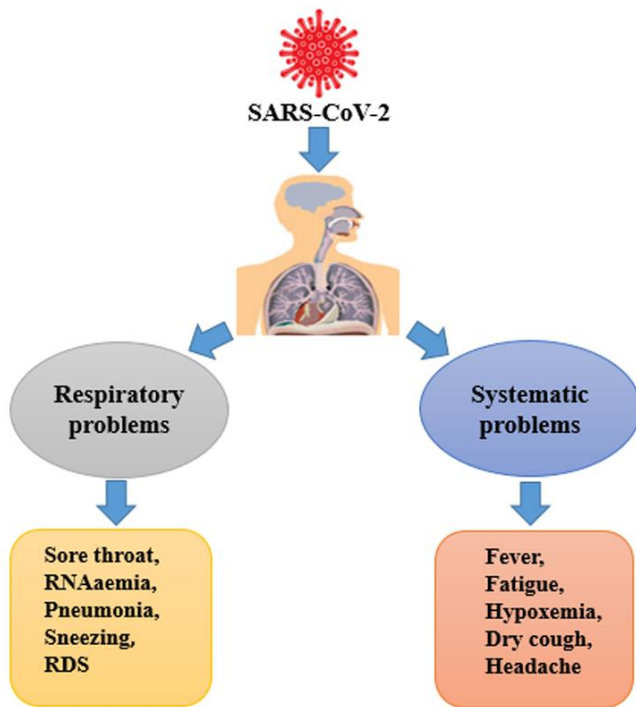 SARS-CoV-2
Respiratory
problems
Systematic
problems
Sore throat,
RNAaemia,
Pneumonia,
Sneezing,
RDS
Fever,
Fatigue,
Hypoxemia,
Dry cough,
Headache